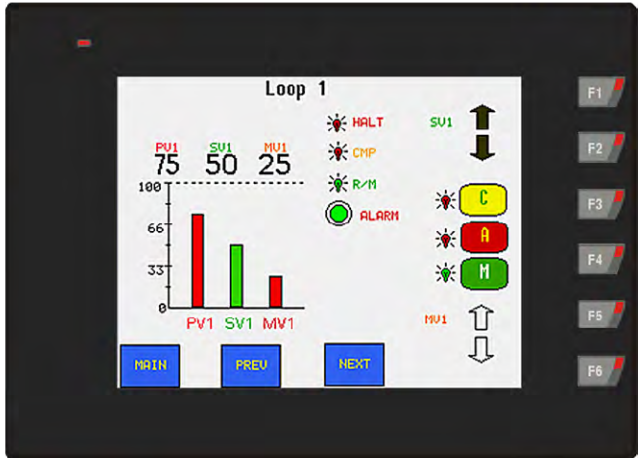 Loop 1
PV1 SV1 MV1
75 50 25
100
66
33
0
PV1 SV1 MV1
HALT
CMP
R/M
ALARM
SV1
C
A
M
MV1
MAIN PREV NEXT
F1
F2
F3
F4
F5
F6